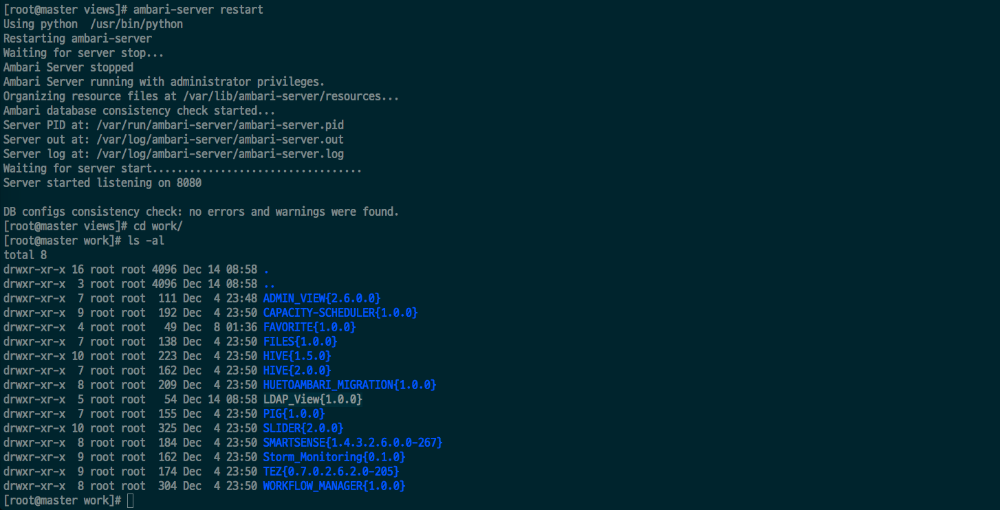 [root@master views]# ambari-server restart
Using python  /usr/bin/python
Restarting ambari-server
Waiting for server stop...
Ambari Server stopped
Ambari Server running with administrator privileges.
Organizing resource files at /var/lib/ambari-server/resources...
Ambari database consistency check started...
Server PID at: /var/run/ambari-server/ambari-server.pid
Server out at: /var/log/ambari-server/ambari-server.out
Server log at: /var/log/ambari-server/ambari-server.log
Waiting for server start..................................
Server started listening on 8080

DB configs consistency check: no errors and warnings were found.
[root@master views]# cd work/
[root@master work]# ls -al
total 8
drwxr-xr-x 16 root root 4096 Dec 14 08:58 .
drwxr-xr-x  3 root root 4096 Dec 14 08:58 ..
drwxr-xr-x  7 root root  111 Dec  4 23:48 ADMIN_VIEW{2.6.0.0}
drwxr-xr-x  9 root root  192 Dec  4 23:50 CAPACITY-SCHEDULER{1.0.0}
drwxr-xr-x  4 root root   49 Dec  8 01:36 FAVORITE{1.0.0}
drwxr-xr-x  7 root root  138 Dec  4 23:50 FILES{1.0.0}
drwxr-xr-x 10 root root  223 Dec  4 23:50 HIVE{1.5.0}
drwxr-xr-x  7 root root  162 Dec  4 23:50 HIVE{2.0.0}
drwxr-xr-x  8 root root  209 Dec  4 23:50 HUETOAMBARI_MIGRATION{1.0.0}
drwxr-xr-x  5 root root   54 Dec 14 08:58 LDAP_View{1.0.0}
drwxr-xr-x  7 root root  155 Dec  4 23:50 PIG{1.0.0}
drwxr-xr-x 10 root root  325 Dec  4 23:50 SLIDER{2.0.0}
drwxr-xr-x  8 root root  184 Dec  4 23:50 SMARTSENSE{1.4.3.2.6.0.0-267}
drwxr-xr-x  9 root root  162 Dec  4 23:50 Storm_Monitoring{0.1.0}
drwxr-xr-x  9 root root  174 Dec  4 23:50 TEZ{0.7.0.2.6.2.0-205}
drwxr-xr-x  8 root root  304 Dec  4 23:50 WORKFLOW_MANAGER{1.0.0}
[root@master work]#